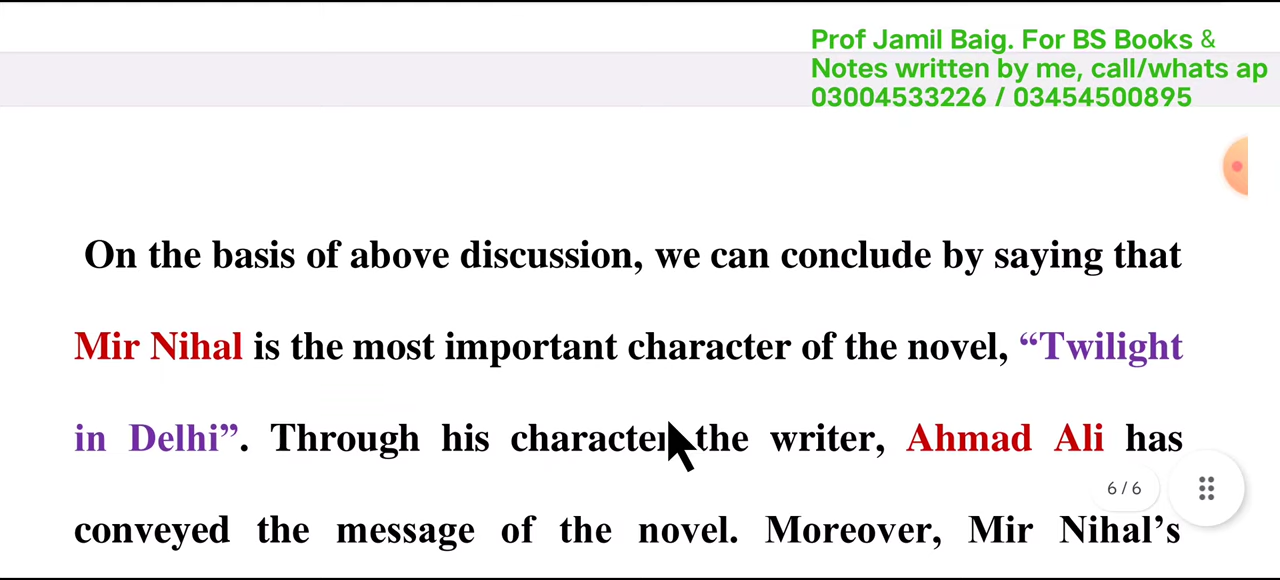 Prof Jamil Baig. For BS Books &
Notes written by me, call/whats ap
03004533226 / 03454500895
On the basis of above discussion, we can conclude by saying that
Mir Nihal is the most important character of the novel, “Twilight
in Delhi”. Through his character the writer, Ahmad Ali has
6 / 6
conveyed the message of the novel. Moreover, Mir Nihal’s